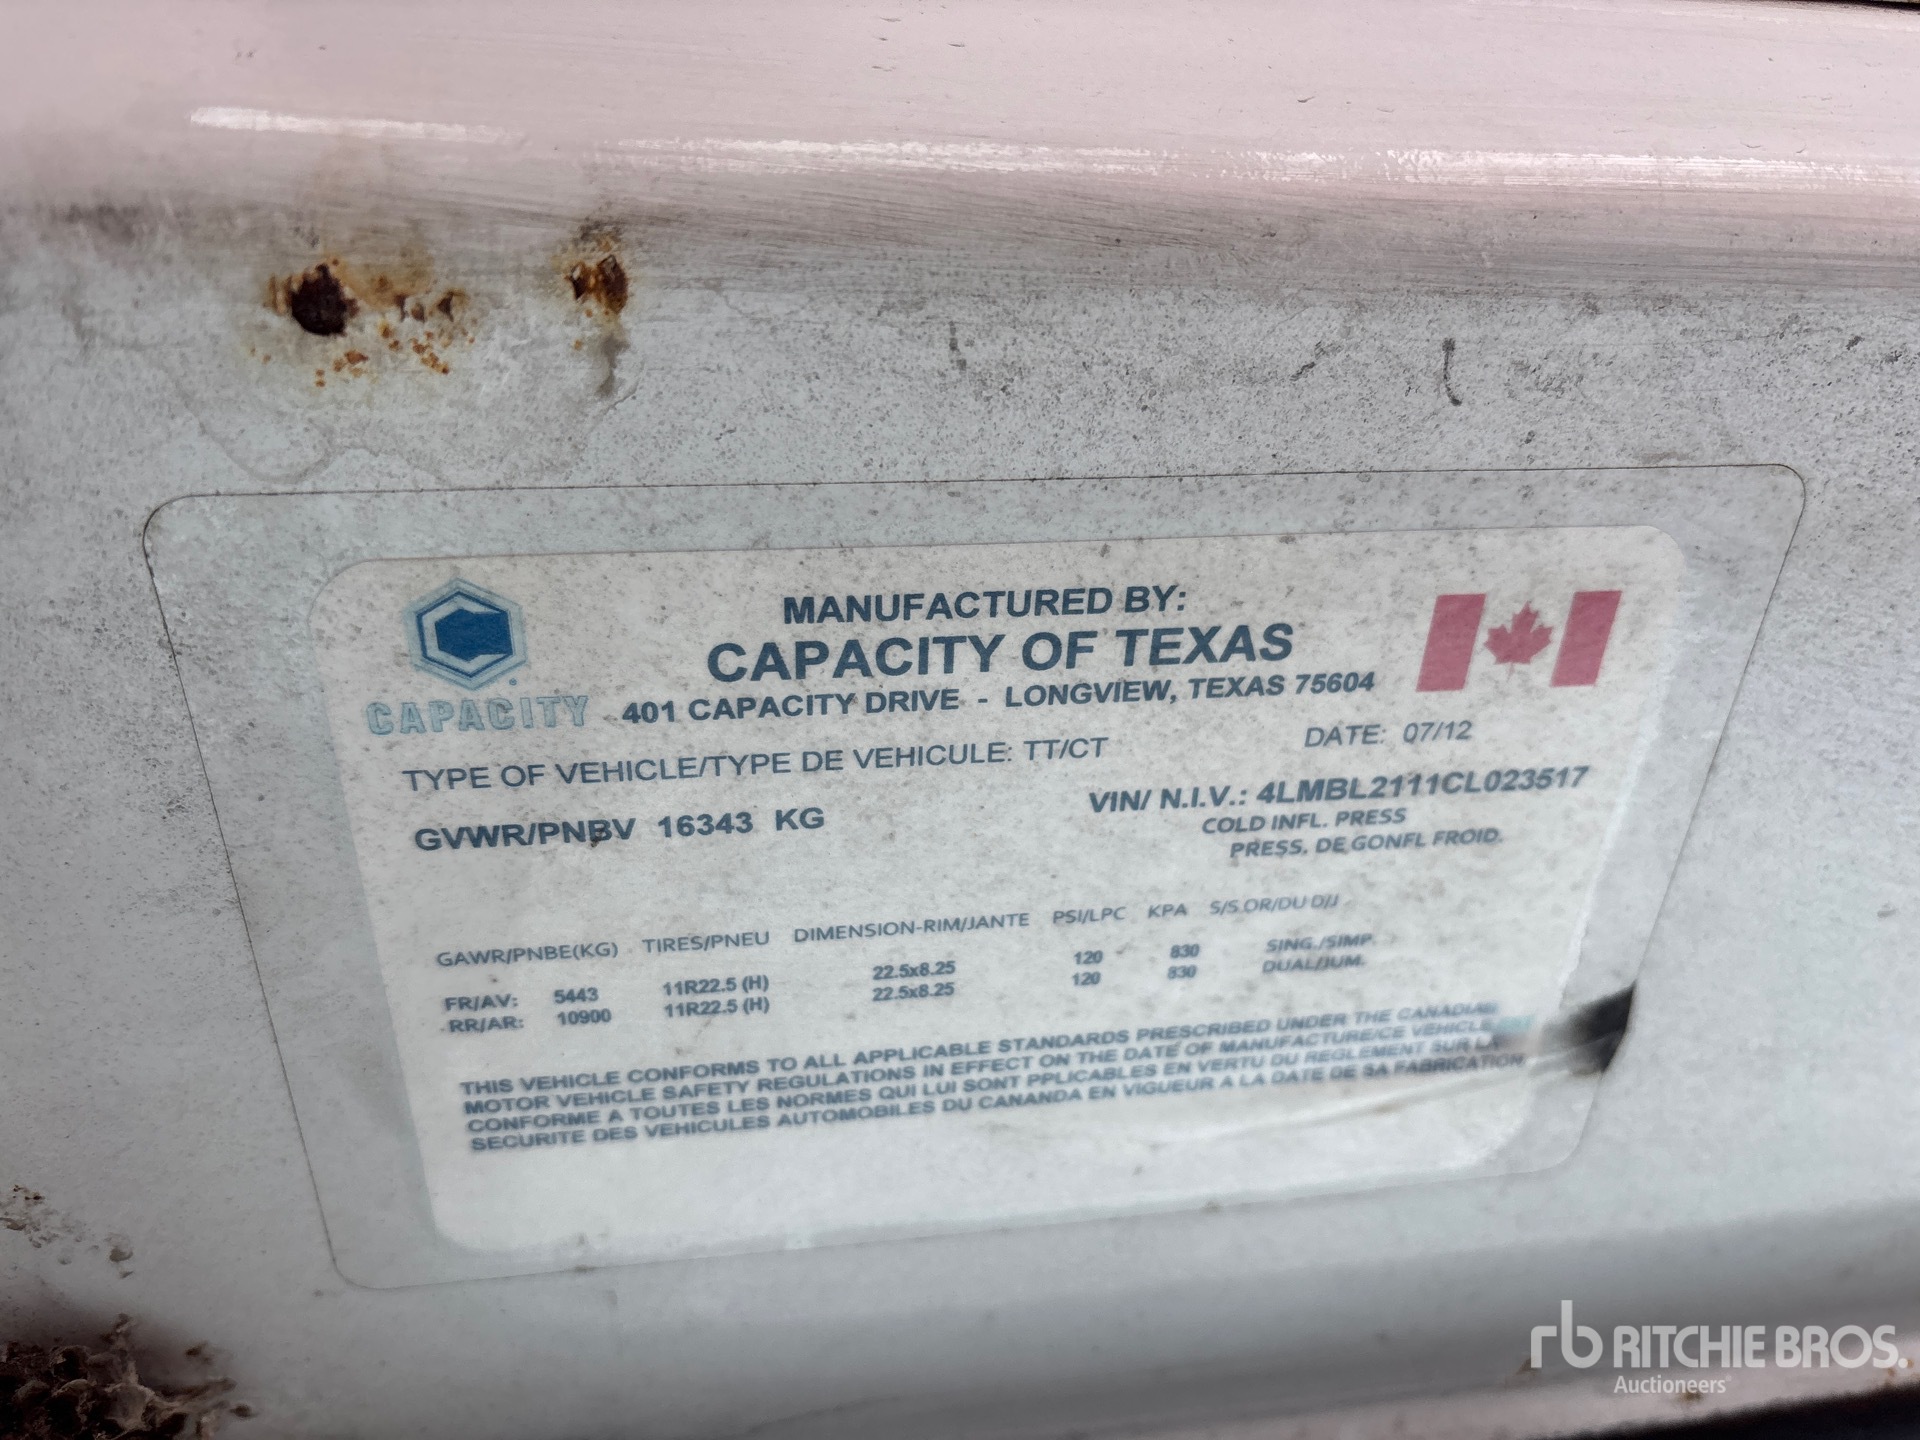 MANUFACTURED BY:
CAPACITY OF TEXAS
CAPACITY
401 CAPACITY DRIVE - LONGVIEW, TEXAS 75604
TYPE OF VEHICLE/TYPE DE VEHICULE: TT/CT
DATE: 07/12
GVWR/PNBV 16343 KG
VIN/ N.I.V.: 4LMBL2111CL023517
COLD INFL. PRESS
PRESS. DE GONFL FROID.
GAWR/PNBE(KG) TIRES/PNEU DIMENSION-RIM/JANTE PSI/LPC KPA S/S.OR/DU D/J
FR/AV: 5443 11R22.5 (H) 22.5x8.25 120 830 SING./SIMP.
RR/AR: 10900 11R22.5 (H) 22.5x8.25 120 830 DUAL/JUM.
THIS VEHICLE CONFORMS TO ALL APPLICABLE STANDARDS PRESCRIBED UNDER THE CANADIAN
MOTOR VEHICLE SAFETY REGULATIONS IN EFFECT ON THE DATE OF MANUFACTURE/CE VEHICLE EST
CONFORME A TOUTES LES NORMES QUI LUI SONT PPLICABLES EN VERTU DU REGLEMENT SUR LA
SECURITE DES VEHICULES AUTOMOBILES DU CANANDA EN VIGUEUR A LA DATE DE SA FABRICATION
rb RITCHIE BROS.
Auctioneers